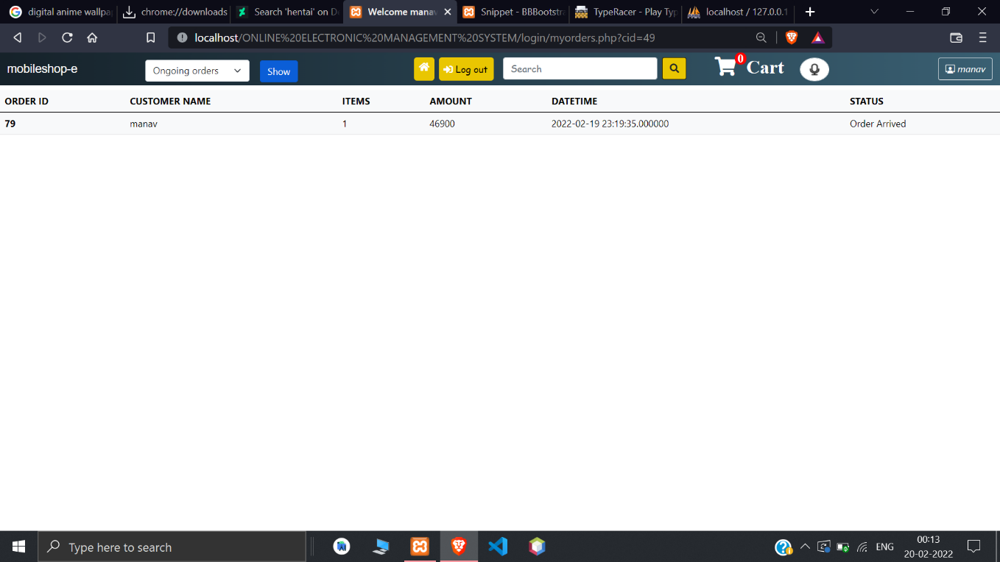 digital anime wallpa chrome://downloads Search 'hentai' on D Welcome manav Snippet - BBBootstra TypeRacer - Play Typ localhost / 127.0.0.1
localhost/ONLINE%20ELECTRONIC%20MANAGEMENT%20SYSTEM/login/myorders.php?cid=49
mobileshop-e Ongoing orders Show Log out Search 0 Cart manav
ORDER ID CUSTOMER NAME ITEMS AMOUNT DATETIME STATUS
79 manav 1 46900 2022-02-19 23:19:35.000000 Order Arrived
Type here to search ENG 00:13
20-02-2022